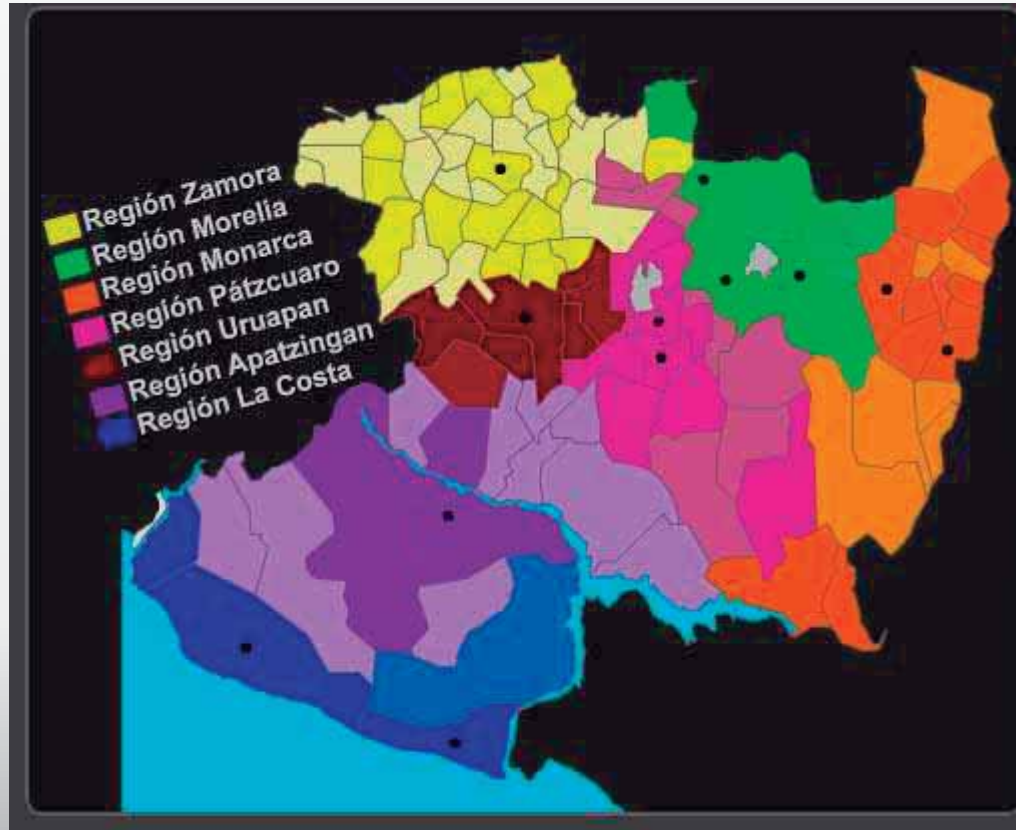 Región Zamora
Región Morelia
Región Monarca
Región Pátzcuaro
Región Uruapan
Región Apatzingan
Región La Costa